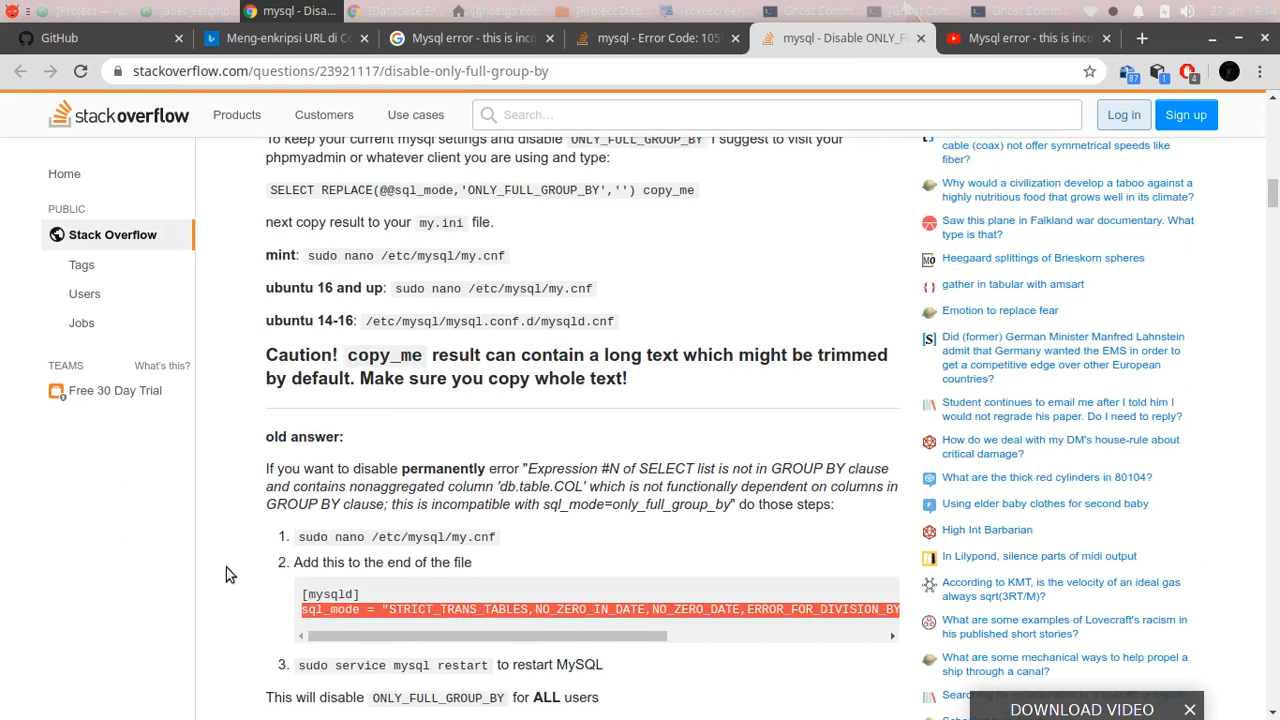 mysql - Disa...
27 Jan, 19:14
GitHub
Meng-enkripsi URL di C
Mysql error - this is inc
mysql - Error Code: 105
mysql - Disable ONLY_F
Mysql error - this is inco
stackoverflow.com/questions/23921117/disable-only-full-group-by
87
1
4
stackoverflow
Products
Customers
Use cases
Search...
Log in
Sign up
Home
PUBLIC
Stack Overflow
Tags
Users
Jobs
TEAMS
What's this?
Free 30 Day Trial
To keep your current mysql settings and disable ONLY_FULL_GROUP_BY I suggest to visit your
phpmyadmin or whatever client you are using and type:
SELECT REPLACE(@@sql_mode,'ONLY_FULL_GROUP_BY','') copy_me
next copy result to your my.ini file.
mint: sudo nano /etc/mysql/my.cnf
ubuntu 16 and up: sudo nano /etc/mysql/my.cnf
ubuntu 14-16: /etc/mysql/mysql.conf.d/mysqld.cnf
Caution! copy_me result can contain a long text which might be trimmed
by default. Make sure you copy whole text!
old answer:
If you want to disable permanently error "Expression #N of SELECT list is not in GROUP BY clause
and contains nonaggregated column 'db.table.COL' which is not functionally dependent on columns in
GROUP BY clause; this is incompatible with sql_mode=only_full_group_by" do those steps:
1. sudo nano /etc/mysql/my.cnf
2. Add this to the end of the file
[mysqld]
sql_mode = "STRICT_TRANS_TABLES,NO_ZERO_IN_DATE,NO_ZERO_DATE,ERROR_FOR_DIVISION_BY
3. sudo service mysql restart to restart MySQL
This will disable ONLY_FULL_GROUP_BY for ALL users
cable (coax) not offer symmetrical speeds like
fiber?
Why would a civilization develop a taboo against a
highly nutritious food that grows well in its climate?
Saw this plane in Falkland war documentary. What
type is that?
Heegaard splittings of Brieskorn spheres
gather in tabular with amsart
Emotion to replace fear
Did (former) German Minister Manfred Lahnstein
admit that Germany wanted the EMS in order to
get a competitive edge over other European
countries?
Student continues to email me after I told him I
would not regrade his paper. Do I need to reply?
How do we deal with my DM's house-rule about
critical damage?
What are the thick red cylinders in 80104?
Using elder baby clothes for second baby
High Int Barbarian
In Lilypond, silence parts of midi output
According to KMT, is the velocity of an ideal gas
always sqrt(3RT/M)?
What are some examples of Lovecraft's racism in
his published short stories?
What are some mechanical ways to help propel a
ship through a canal?
DOWNLOAD VIDEO